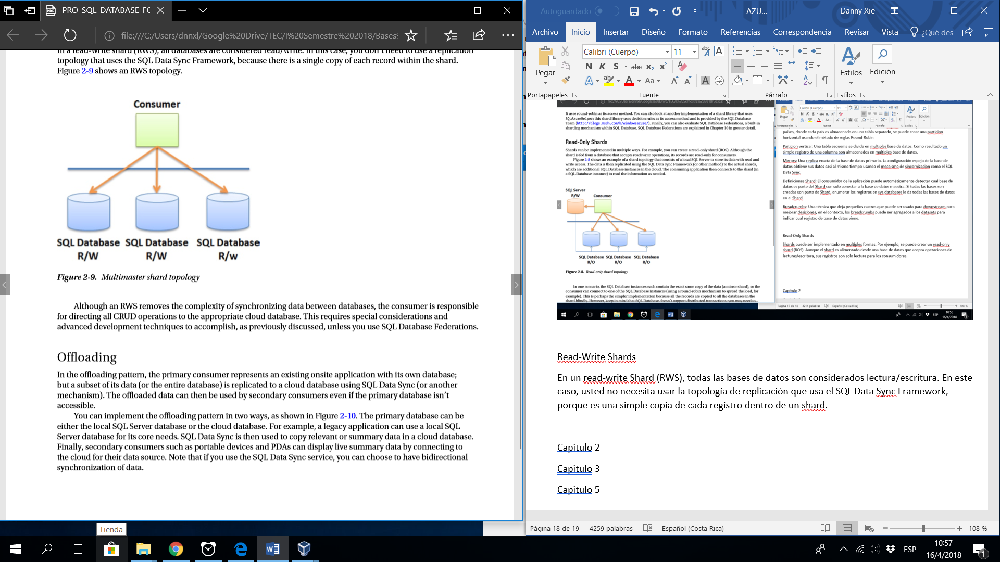 PRO_SQL_DATABASE_FC
file:///C:/Users/dnnxl/Google%20Drive/TEC/I%20Semestre%202018/Bases%
topology that uses the SQL Data Sync Framework, because there is a single copy of each record within the shard.
Figure 2-9 shows an RWS topology.
Consumer
SQL Database SQL Database SQL Database
R/W R/W R/w
Figure 2-9. Multimaster shard topology
Although an RWS removes the complexity of synchronizing data between databases, the consumer is responsible
for directing all CRUD operations to the appropriate cloud database. This requires special considerations and
advanced development techniques to accomplish, as previously discussed, unless you use SQL Database Federations.
Offloading
In the offloading pattern, the primary consumer represents an existing onsite application with its own database;
but a subset of its data (or the entire database) is replicated to a cloud database using SQL Data Sync (or another
mechanism). The offloaded data can then be used by secondary consumers even if the primary database isn't
accessible.
You can implement the offloading pattern in two ways, as shown in Figure 2-10. The primary database can be
either the local SQL Server database or the cloud database. For example, a legacy application can use a local SQL
Server database for its core needs. SQL Data Sync is then used to copy relevant or summary data in a cloud database.
Finally, secondary consumers such as portable devices and PDAs can display live summary data by connecting to
the cloud for their data source. Note that if you use the SQL Data Sync service, you can choose to have bidirectional
synchronization of data.
Tienda
Autoguardado AZU... Danny Xie
Archivo Inicio Insertar Diseño Formato Referencias Correspondencia Revisar Vista ¿Qué des
Pegar Calibri (Cuerpo) 11 Estilos Edición
N K S abc x₂ x²
Portapapeles Fuente Párrafo Estilos
It uses round-robin as its access method. You can also look at another implementation of a shard library that uses
SQLAzureHelper; this shard library uses decision rules as its access method and is provided by the SQL Database
Team (http://blogs.msdn.com/b/windowsazure/). Finally, you can also evaluate SQL Database Federations, a built-in
sharding mechanism within SQL Database. SQL Database Federations are explained in Chapter 10 in greater detail.
Read-Only Shards
Shards can be implemented in multiple ways. For example, you can create a read-only shard (ROS). Although the
shard is fed from a database that accepts read/write operations, its records are read-only for consumers.
Figure 2-8 shows an example of a shard topology that consists of a local SQL Server to store its data with read and
write access. The data is then replicated using the SQL Data Sync Framework (or other method) to the actual shards,
which are additional SQL Database instances in the cloud. The consuming application then connects to the shard (in
a SQL Database instance) to read the information as needed.
SQL Server
R/W Consumer
SQL Database SQL Database SQL Database
R/O R/O R/O
Figure 2-8. Read-only shard topology
In one scenario, the SQL Database instances each contain the exact same copy of the data (a mirror shard), so the
consumer can connect to one of the SQL Database instances (using a round-robin mechanism to spread the load, for
example). This is perhaps the simpler implementation because all the records are copied to all the databases in the
shard blindly. However, keep in mind that SQL Database doesn't support distributed transactions; you may need to
países, donde cada país es almacenado en una tabla separado, se puede crear una particion
horizontal usando el método de reglas Round-Robin
Paiticion vertical: Una tabla esquema se divide en multiples base de datos. Como resultado un
simple registro de una columna son almacenados en multiples base de datos.
Mirrors: Una replica exacta de la base de datos primario. La configuración espejo de la base de
datos obtiene sus datos casi al mismo tiempo usando el mecaismo de sincornizacion como el SQL
Data Sync.
Definiciones Shard: El consumidor de la aplicación puede automáticamente detectar cual base de
datos es parte del Shard con solo conectar a la base de datos maestra. Si todas las bases son
creadas son parte de Shard, enumerar los registros en sys.databases le da todas las bases de datos
en el Shard.
Breadcrumbs: Una técnica que deja pequeños rastros que puede ser usado para downstream para
mejorar desiciones, en el contexto, los breadcrumbs puede ser agregados a los datasets para
indicar cual registro de base de datos viene.
Read-Only Shards
Shards puede ser implementado en multiples formas. Por ejemplo, se puede crear un read-only
shard (ROS). Aunque el shard es alimentado desde una base de datos que acepta operaciones de
lecturas/escritura, sus registros son solo lectura para los consumidores.
Capitulo 2
Página 17 de 18 4214 palabras Español (Costa Rica) 108 %
ESP 10:55
16/4/2018
Read-Write Shards
En un read-write Shard (RWS), todas las bases de datos son considerados lectura/escritura. En este
caso, usted no necesita usar la topología de replicación que usa el SQL Data Sync Framework,
porque es una simple copia de cada registro dentro de un shard.
Capitulo 2
Capitulo 3
Capitulo 5
Página 18 de 19 4259 palabras Español (Costa Rica) 108 %
ESP 10:57
16/4/2018 1